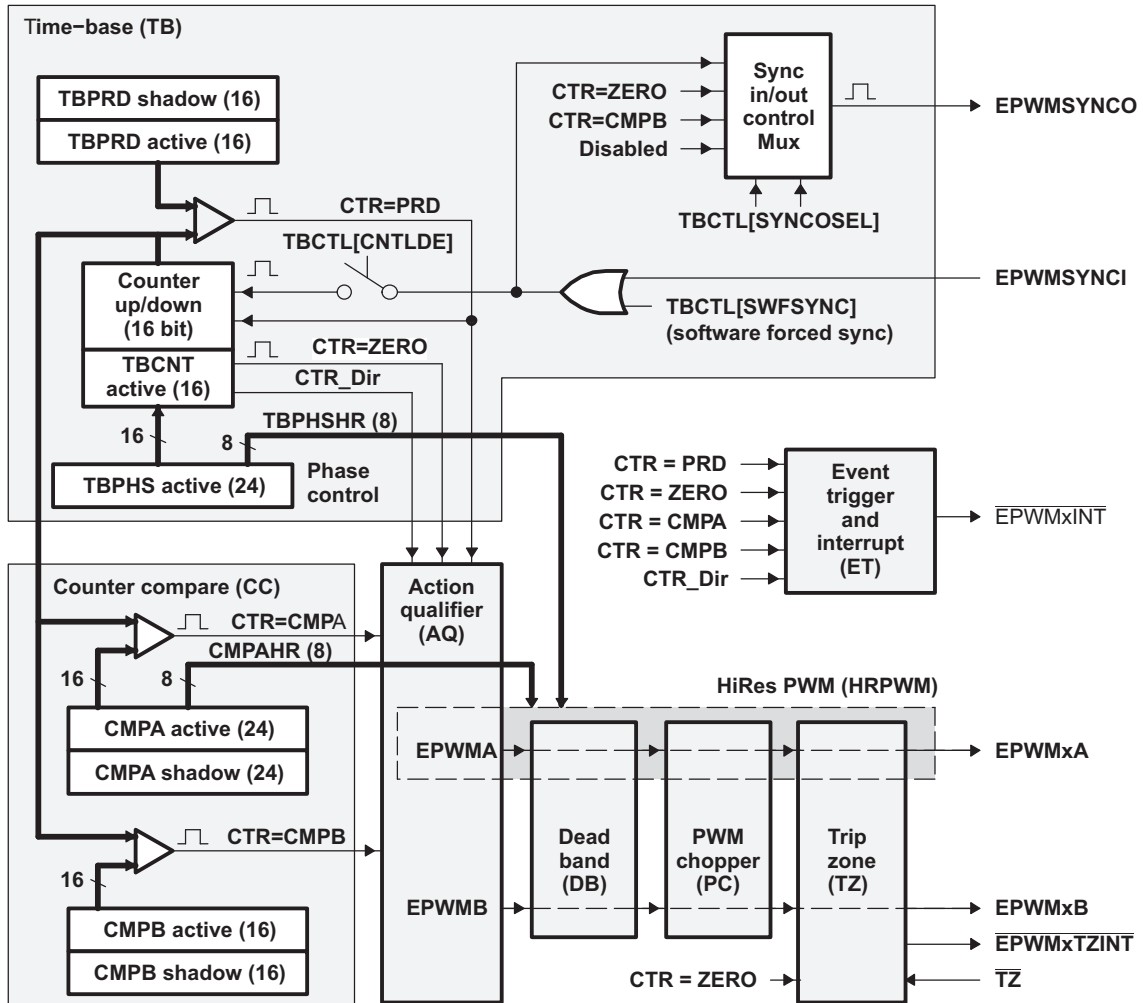 Time−base (TB)
TBPRD shadow (16)
TBPRD active (16)
CTR=ZERO
CTR=CMPB
Disabled
Sync
in/out
control
Mux
EPWMSYNCO
TBCTL[SYNCOSEL]
CTR=PRD
TBCTL[CNTLDE]
Counter
up/down
(16 bit)
TBCNT
active (16)
CTR=ZERO
CTR_Dir
EPWMSYNCI
TBCTL[SWFSYNC]
(software forced sync)
16
8
TBPHSHR (8)
TBPHS active (24)
Phase
control
CTR = PRD
CTR = ZERO
CTR = CMPA
CTR = CMPB
CTR_Dir
Event
trigger
and
interrupt
(ET)
EPWMxINT
Counter compare (CC)
CTR=CMPA
16
8
CMPAHR (8)
CMPA active (24)
CMPA shadow (24)
CTR=CMPB
16
CMPB active (16)
CMPB shadow (16)
Action
qualifier
(AQ)
HiRes PWM (HRPWM)
EPWMA
EPWMB
Dead
band
(DB)
PWM
chopper
(PC)
Trip
zone
(TZ)
EPWMxA
EPWMxB
EPWMxTZINT
CTR = ZERO
TZ